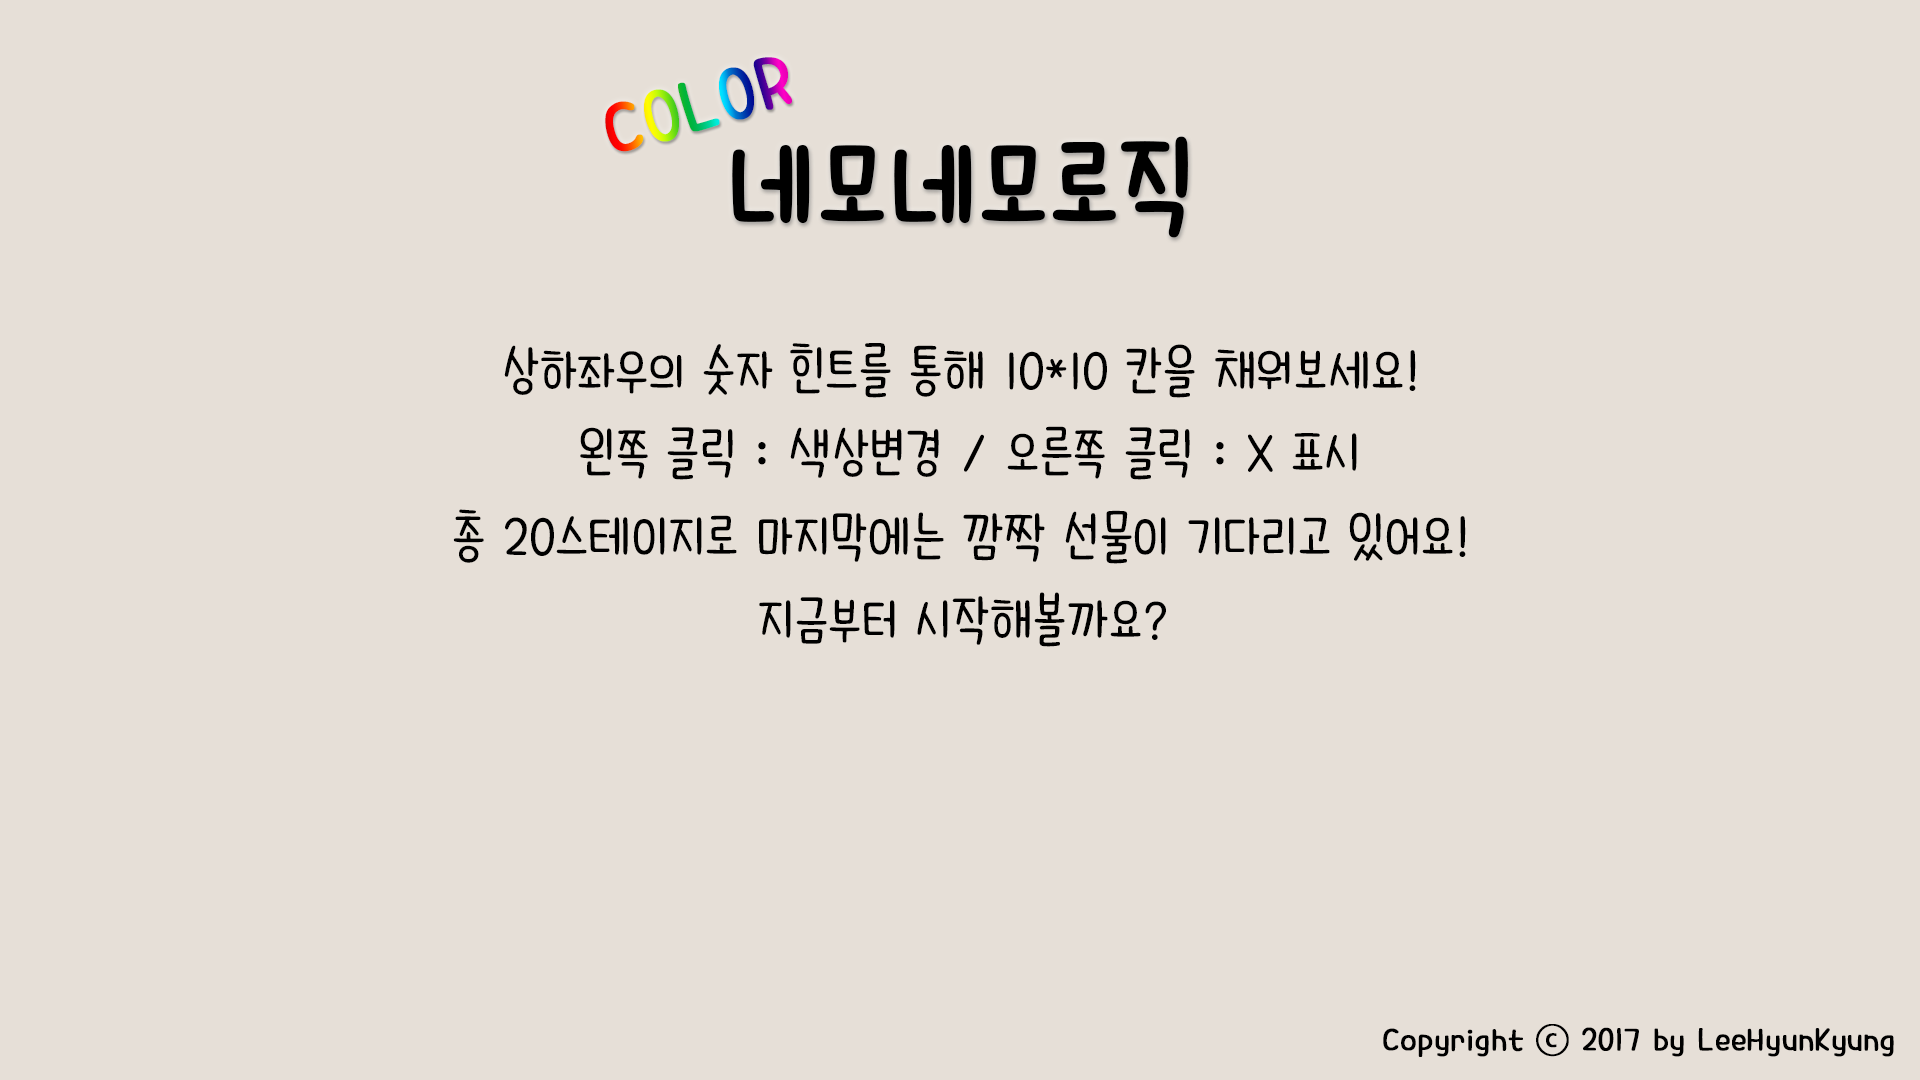 COLOR
네모네모로직
상하좌우의 숫자 힌트를 통해 10*10 칸을 채워보세요!
왼쪽 클릭 : 색상변경 / 오른쪽 클릭 : X 표시
총 20스테이지로 마지막에는 깜짝 선물이 기다리고 있어요!
지금부터 시작해볼까요?
Copyright ⓒ 2017 by LeeHyunKyung